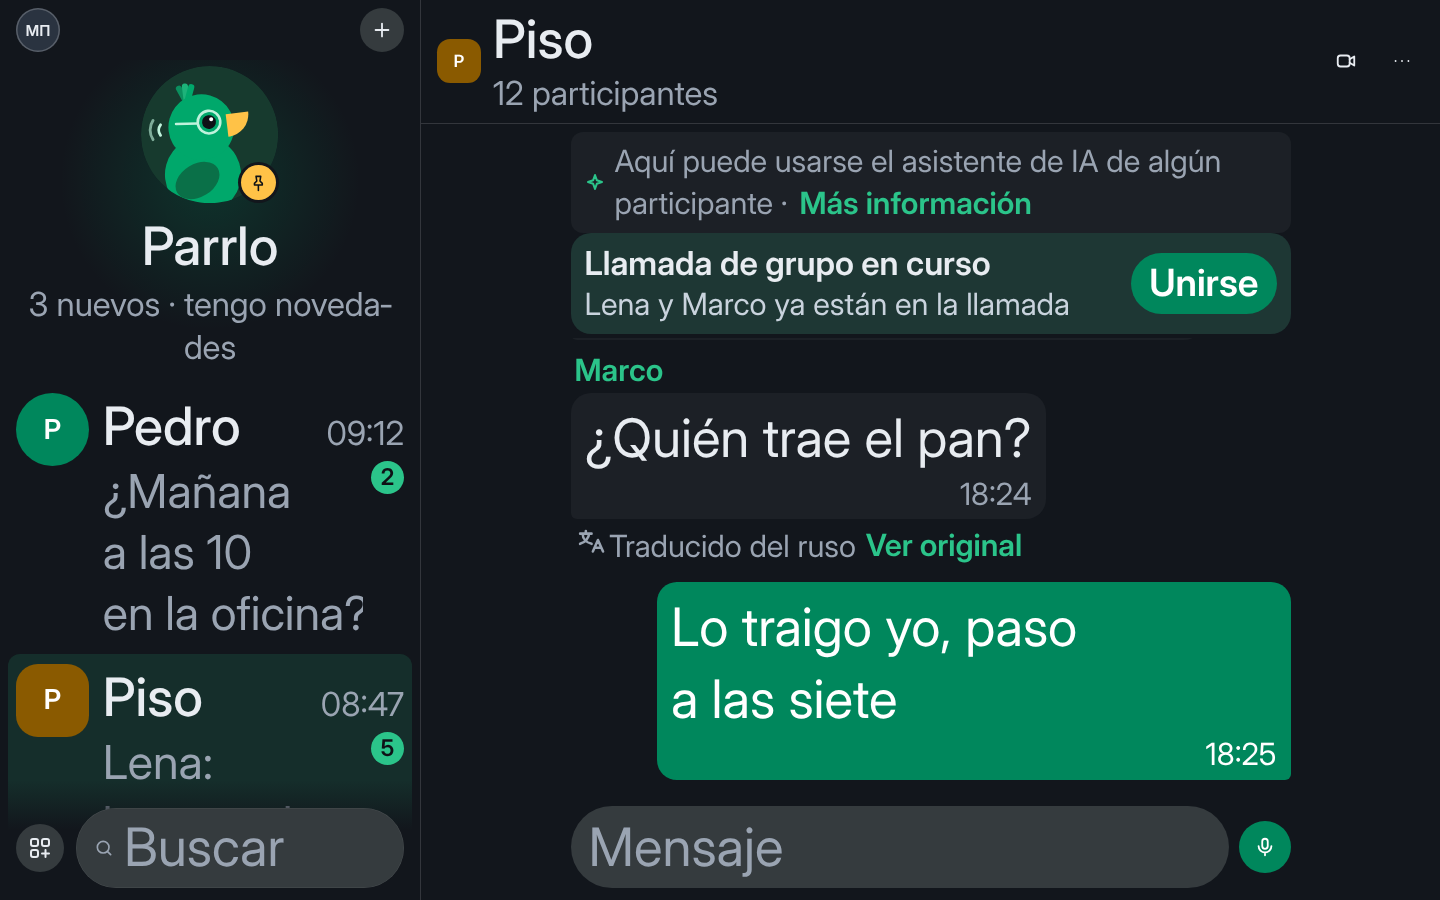 МП
Parrlo
3 nuevos · tengo noveda-
des
P
Pedro
09:12
¿Mañana
a las 10
en la oficina?
2
P
Piso
08:47
Lena:
5
Buscar
P
Piso
12 participantes
Aquí puede usarse el asistente de IA de algún
participante · Más información
Llamada de grupo en curso
Lena y Marco ya están en la llamada
Unirse
Marco
¿Quién trae el pan?
18:24
Traducido del ruso Ver original
Lo traigo yo, paso
a las siete
18:25
Mensaje